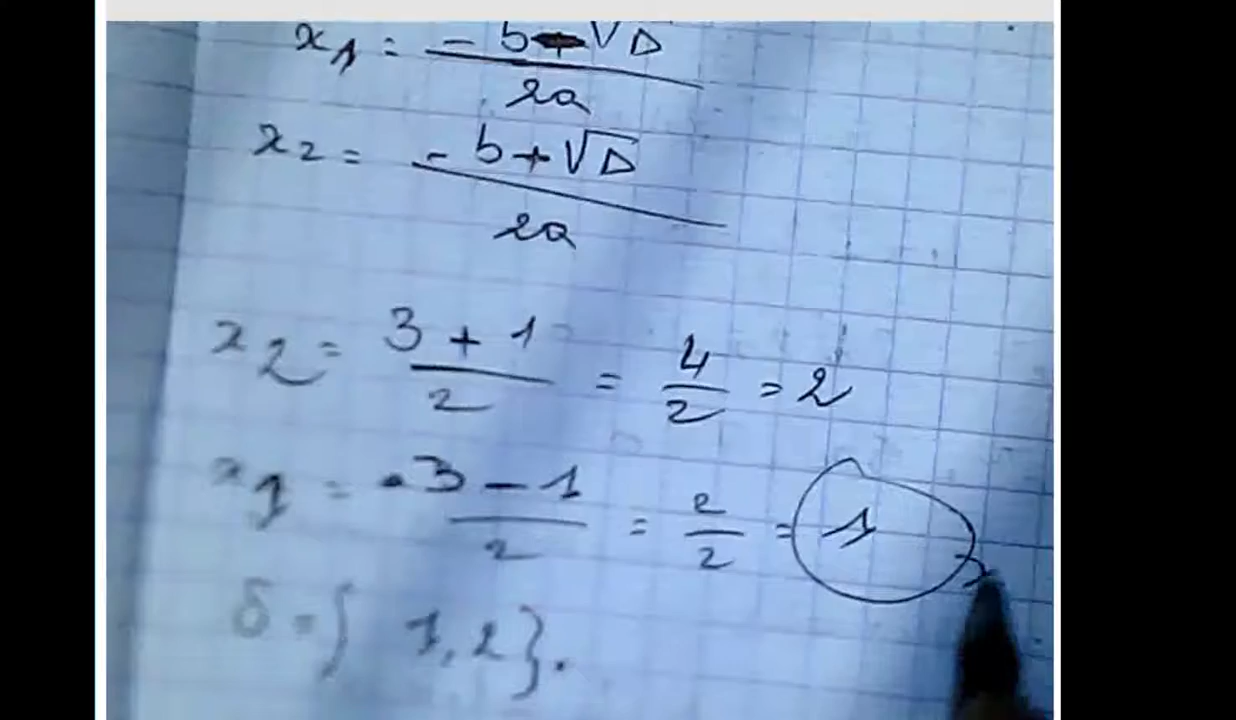 x₁ = (-b-√Δ)/2a
x₂ = (-b+√Δ)/2a
x₂ = (3+1)/2 = 4/2 = 2
x₁ = (3-1)/2 = 2/2 = 1
S = { 1, 2 }.